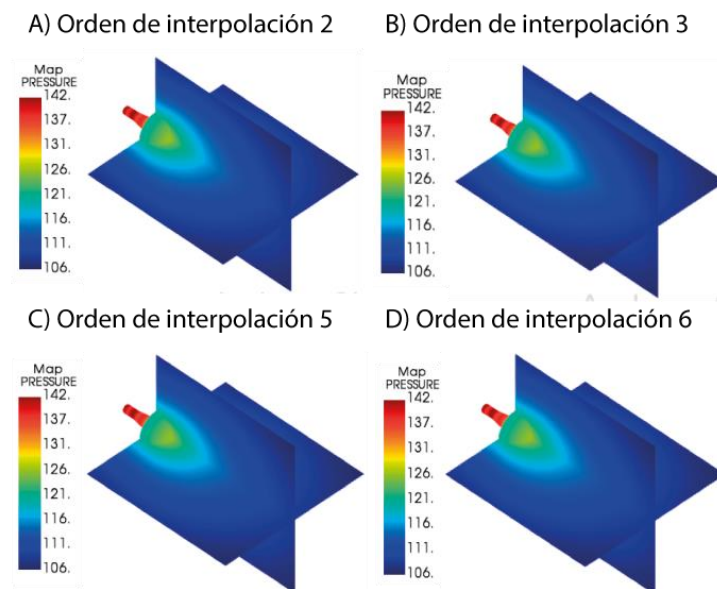 A) Orden de interpolación 2
Map
PRESSURE
142.
137.
131.
126.
121.
116.
111.
106.
B) Orden de interpolación 3
Map
PRESSURE
142.
137.
131.
126.
121.
116.
111.
106.
C) Orden de interpolación 5
Map
PRESSURE
142.
137.
131.
126.
121.
116.
111.
106.
D) Orden de interpolación 6
Map
PRESSURE
142.
137.
131.
126.
121.
116.
111.
106.